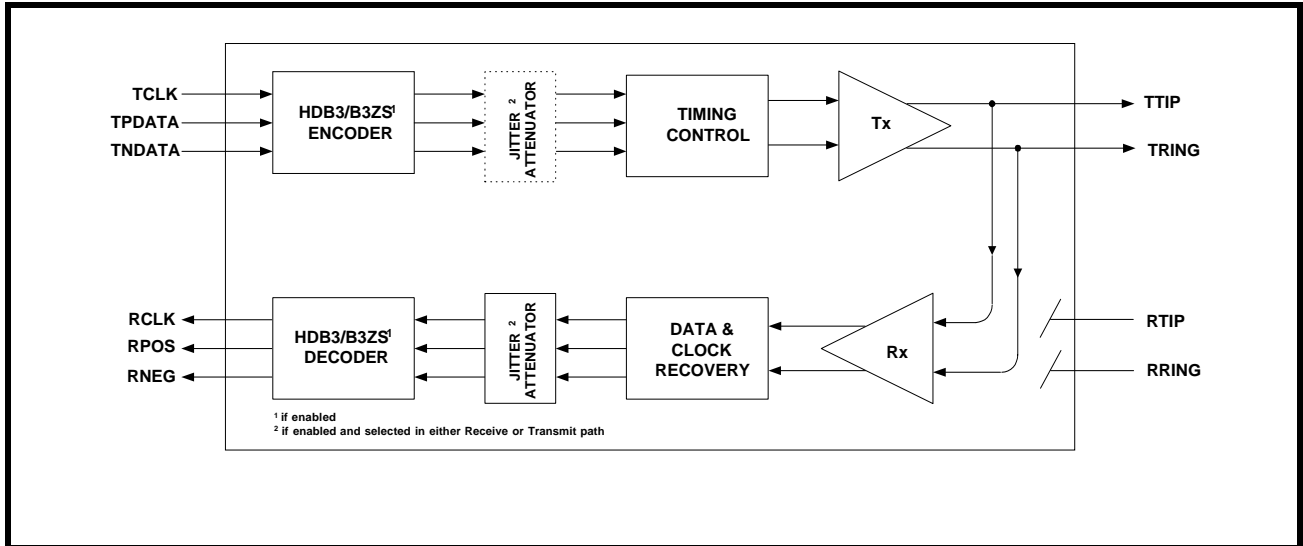 TCLK
TPDATA
TNDATA
HDB3/B3ZS¹
ENCODER
JITTER ²
ATTENUATOR
TIMING
CONTROL
Tx
TTIP
TRING
RCLK
RPOS
RNEG
HDB3/B3ZS¹
DECODER
JITTER ²
ATTENUATOR
DATA &
CLOCK
RECOVERY
Rx
RTIP
RRING
¹ if enabled
² if enabled and selected in either Receive or Transmit path